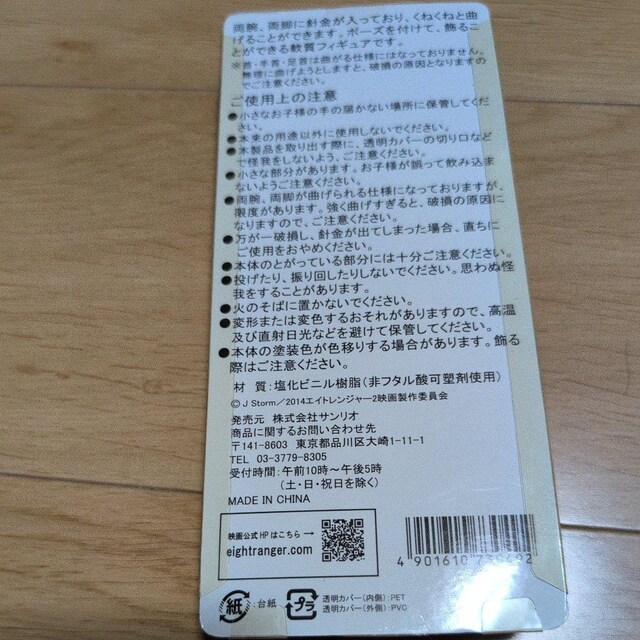 両腕、両脚に針金が入っており、くねくねと曲
げることができます。ポーズを付けて、飾るこ
とができる軟質フィギュアです。
※首・手首・足首は曲がる仕様にはなっておりません。
無理に曲げようとしますと、破損の原因となりますの
でご注意ください。
ご使用上の注意
●小さなお子様の手の届かない場所に保管してくだ
さい。
●本来の用途以外に使用しないでください。
●本製品を取り出す際に、透明カバーの切り口など
で怪我をしないよう、ご注意ください。
●小さな部分があります。お子様が誤って飲み込ま
ないようご注意ください。
●両腕、両脚が曲げられる仕様になっておりますが、
限度があります。強く曲げすぎると、破損の原因に
なりますので、ご注意ください。
●万が一破損し、針金が出てしまった場合、直ちに
ご使用をおやめください。
●本体のとがっている部分には十分ご注意ください。
●投げたり、振り回したりしないでください。思わぬ怪
我をすることがあります。
●火のそばに置かないでください。
●変形または変色するおそれがありますので、高温
及び直射日光などを避けて保管してください。
●本体の塗装色が色移りする場合があります。飾る
際はご注意ください。
材 質：塩化ビニル樹脂（非フタル酸可塑剤使用）
© J Storm／2014エイトレンジャー2映画製作委員会
発売元 株式会社サンリオ
商品に関するお問い合わせ先
〒141-8603 東京都品川区大崎1-11-1
TEL 03-3779-8305
受付時間：午前10時～午後5時
（土・日・祝日を除く）
MADE IN CHINA
映画公式HPはこちら→
eightranger.com
4 901610
紙：台紙
プラ
透明カバー（内側）：PET
透明カバー（外側）：PVC